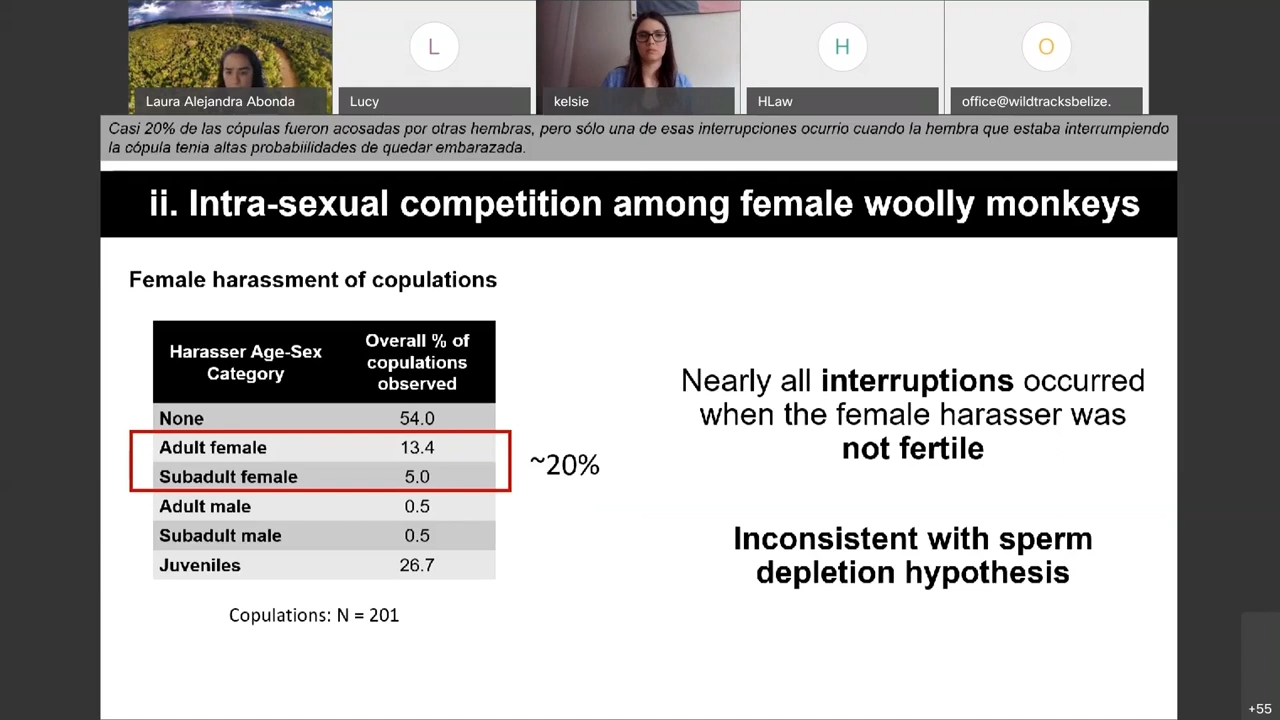 L
H
O
Laura Alejandra Abonda
Lucy
kelsie
HLaw
office@wildtracksbelize.
Casi 20% de las cópulas fueron acosadas por otras hembras, pero sólo una de esas interrupciones ocurrio cuando la hembra que estaba interrumpiendo
la cópula tenia altas probabiilidades de quedar embarazada.
ii. Intra-sexual competition among female woolly monkeys
Female harassment of copulations
Harasser Age-Sex
Category
Overall % of
copulations
observed
None 54.0
Adult female 13.4
Subadult female 5.0
Adult male 0.5
Subadult male 0.5
Juveniles 26.7
~20%
Copulations: N = 201
Nearly all interruptions occurred
when the female harasser was
not fertile
Inconsistent with sperm
depletion hypothesis
+55